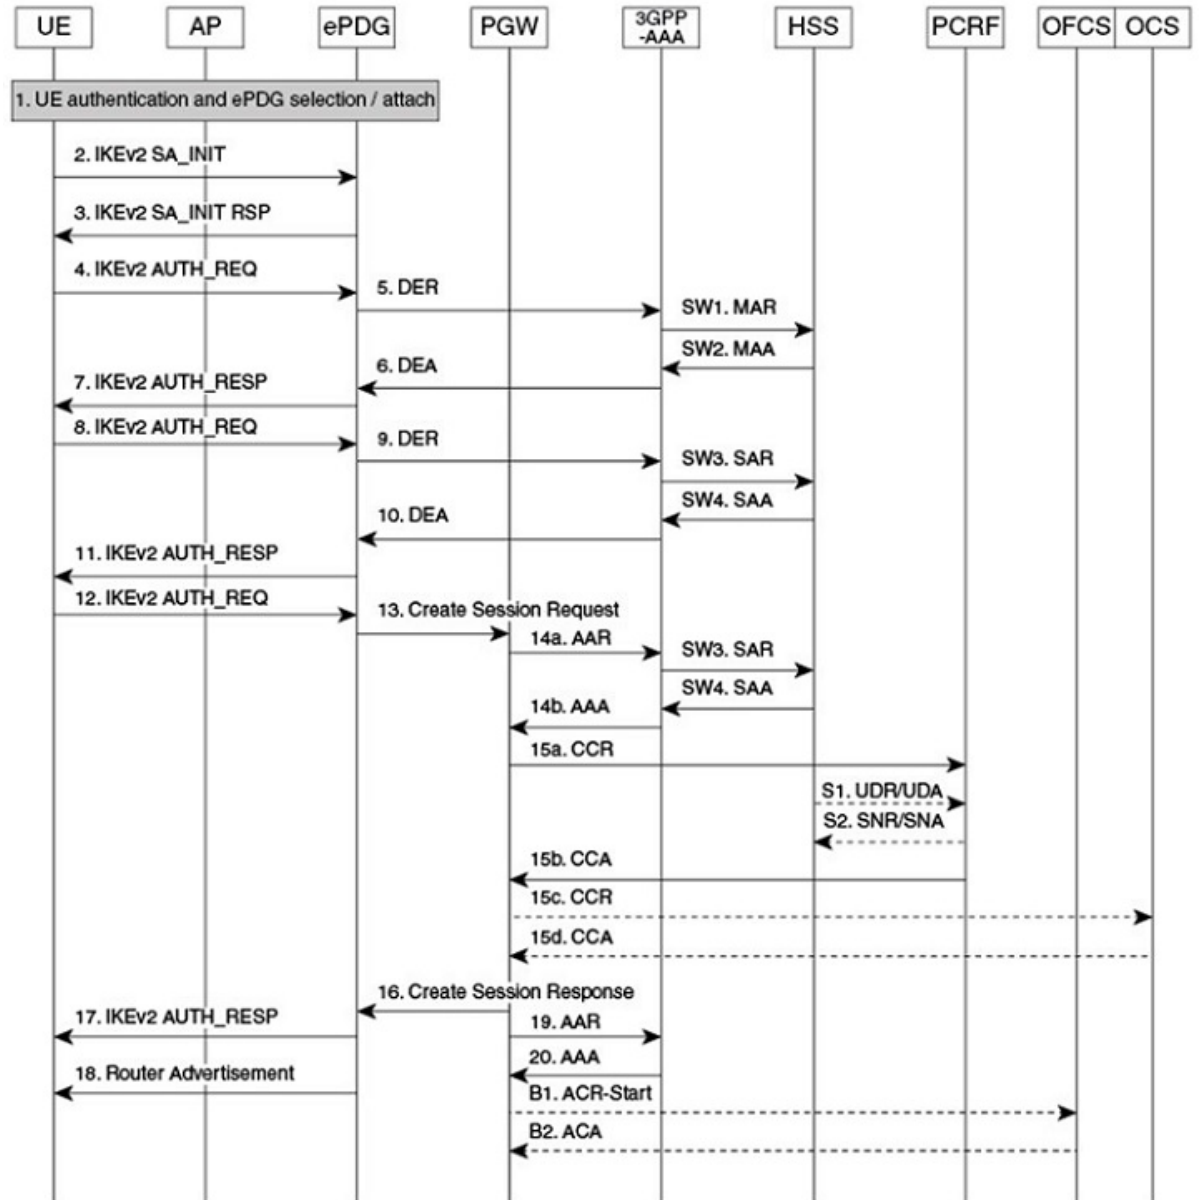 UE
AP
ePDG
PGW
3GPP
-AAA
HSS
PCRF
OFCS
OCS
1. UE authentication and ePDG selection / attach
2. IKEv2 SA_INIT
3. IKEv2 SA_INIT RSP
4. IKEv2 AUTH_REQ
5. DER
SW1. MAR
SW2. MAA
6. DEA
7. IKEv2 AUTH_RESP
8. IKEv2 AUTH_REQ
9. DER
SW3. SAR
SW4. SAA
10. DEA
11. IKEv2 AUTH_RESP
12. IKEv2 AUTH_REQ
13. Create Session Request
14a. AAR
SW3. SAR
SW4. SAA
14b. AAA
15a. CCR
S1. UDR/UDA
S2. SNR/SNA
15b. CCA
15c. CCR
15d. CCA
16. Create Session Response
17. IKEv2 AUTH_RESP
19. AAR
20. AAA
18. Router Advertisement
B1. ACR-Start
B2. ACA